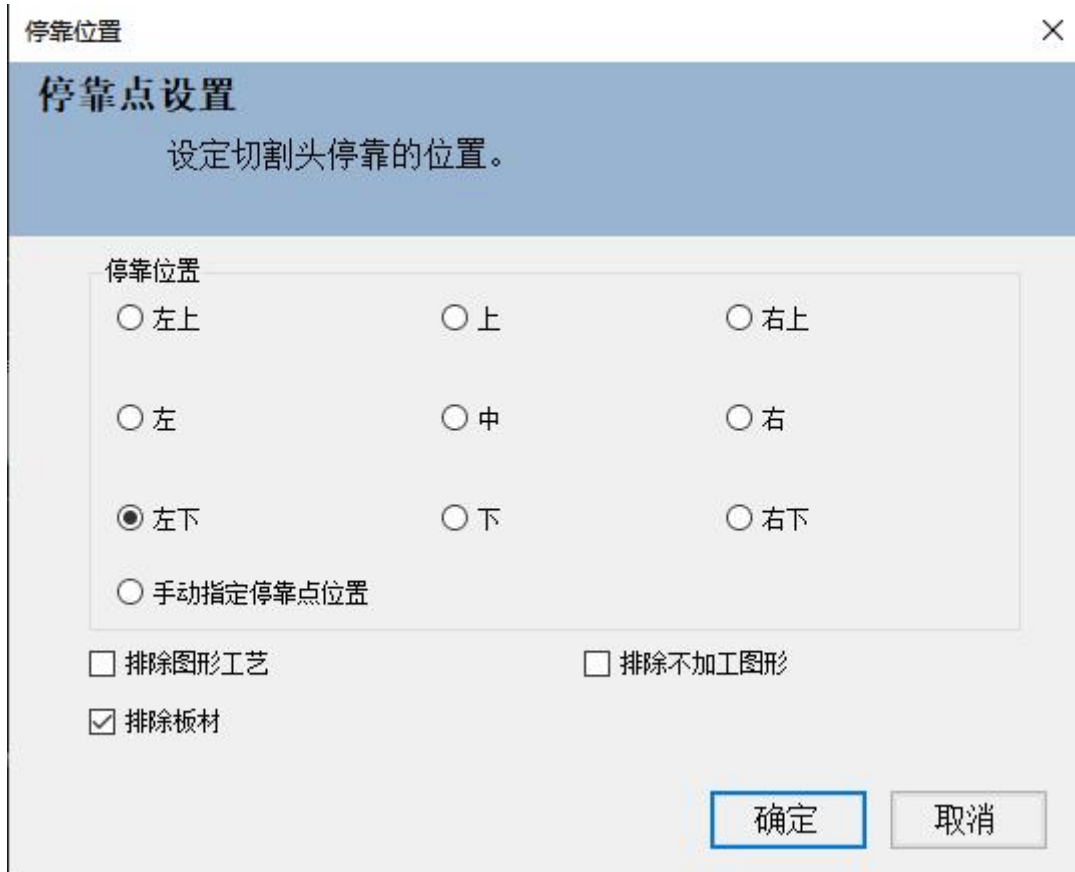 停靠位置
停靠点设置
设定切割头停靠的位置。
停靠位置
左上 上 右上
左 中 右
左下 下 右下
手动指定停靠点位置
排除图形工艺 排除不加工图形
排除板材
确定 取消